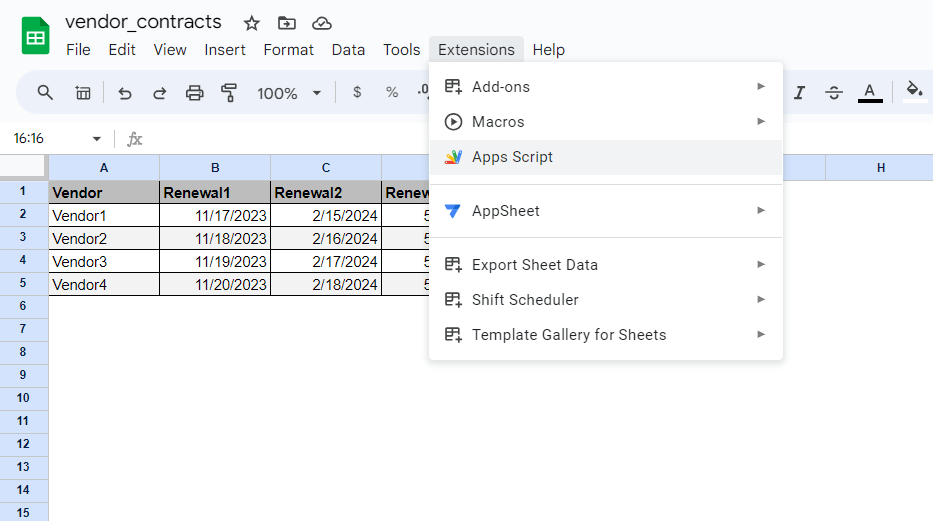 vendor_contracts
File Edit View Insert Format Data Tools Extensions Help
100% $ % .0 A
16:16 fx
A B C H
1 Vendor Renewal1 Renewal2 Renew
2 Vendor1 11/17/2023 2/15/2024 5
3 Vendor2 11/18/2023 2/16/2024 5
4 Vendor3 11/19/2023 2/17/2024 5
5 Vendor4 11/20/2023 2/18/2024 5
6
7
8
9
10
11
12
13
14
15
Add-ons
Macros
Apps Script
AppSheet
Export Sheet Data
Shift Scheduler
Template Gallery for Sheets